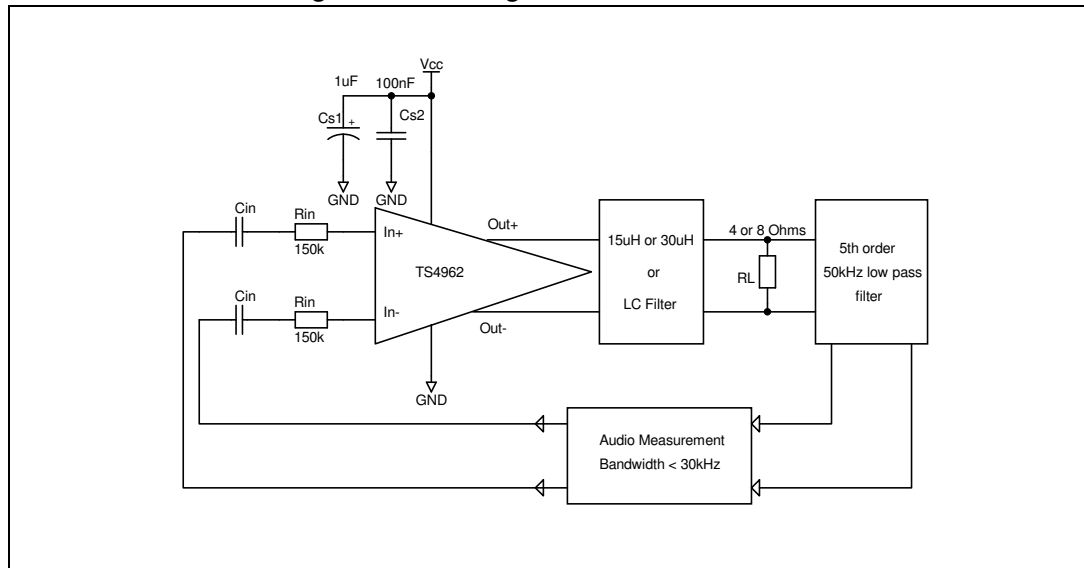 Vcc
1uF
100nF
Cs1
+
Cs2
GND
GND
Cin
Rin
150k
In+
Out+
TS4962
Cin
Rin
150k
In-
Out-
GND
15uH or 30uH
or
LC Filter
4 or 8 Ohms
RL
5th order
50kHz low pass
filter
Audio Measurement
Bandwidth < 30kHz